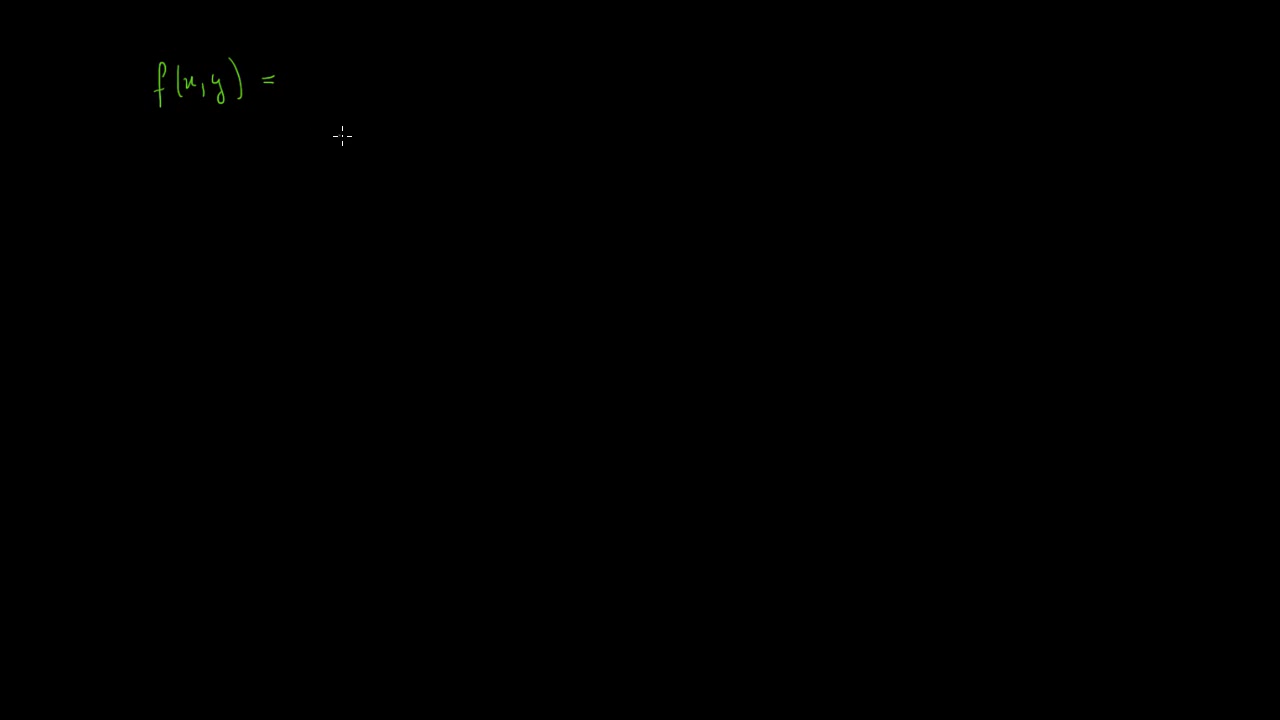 f(x,y) =